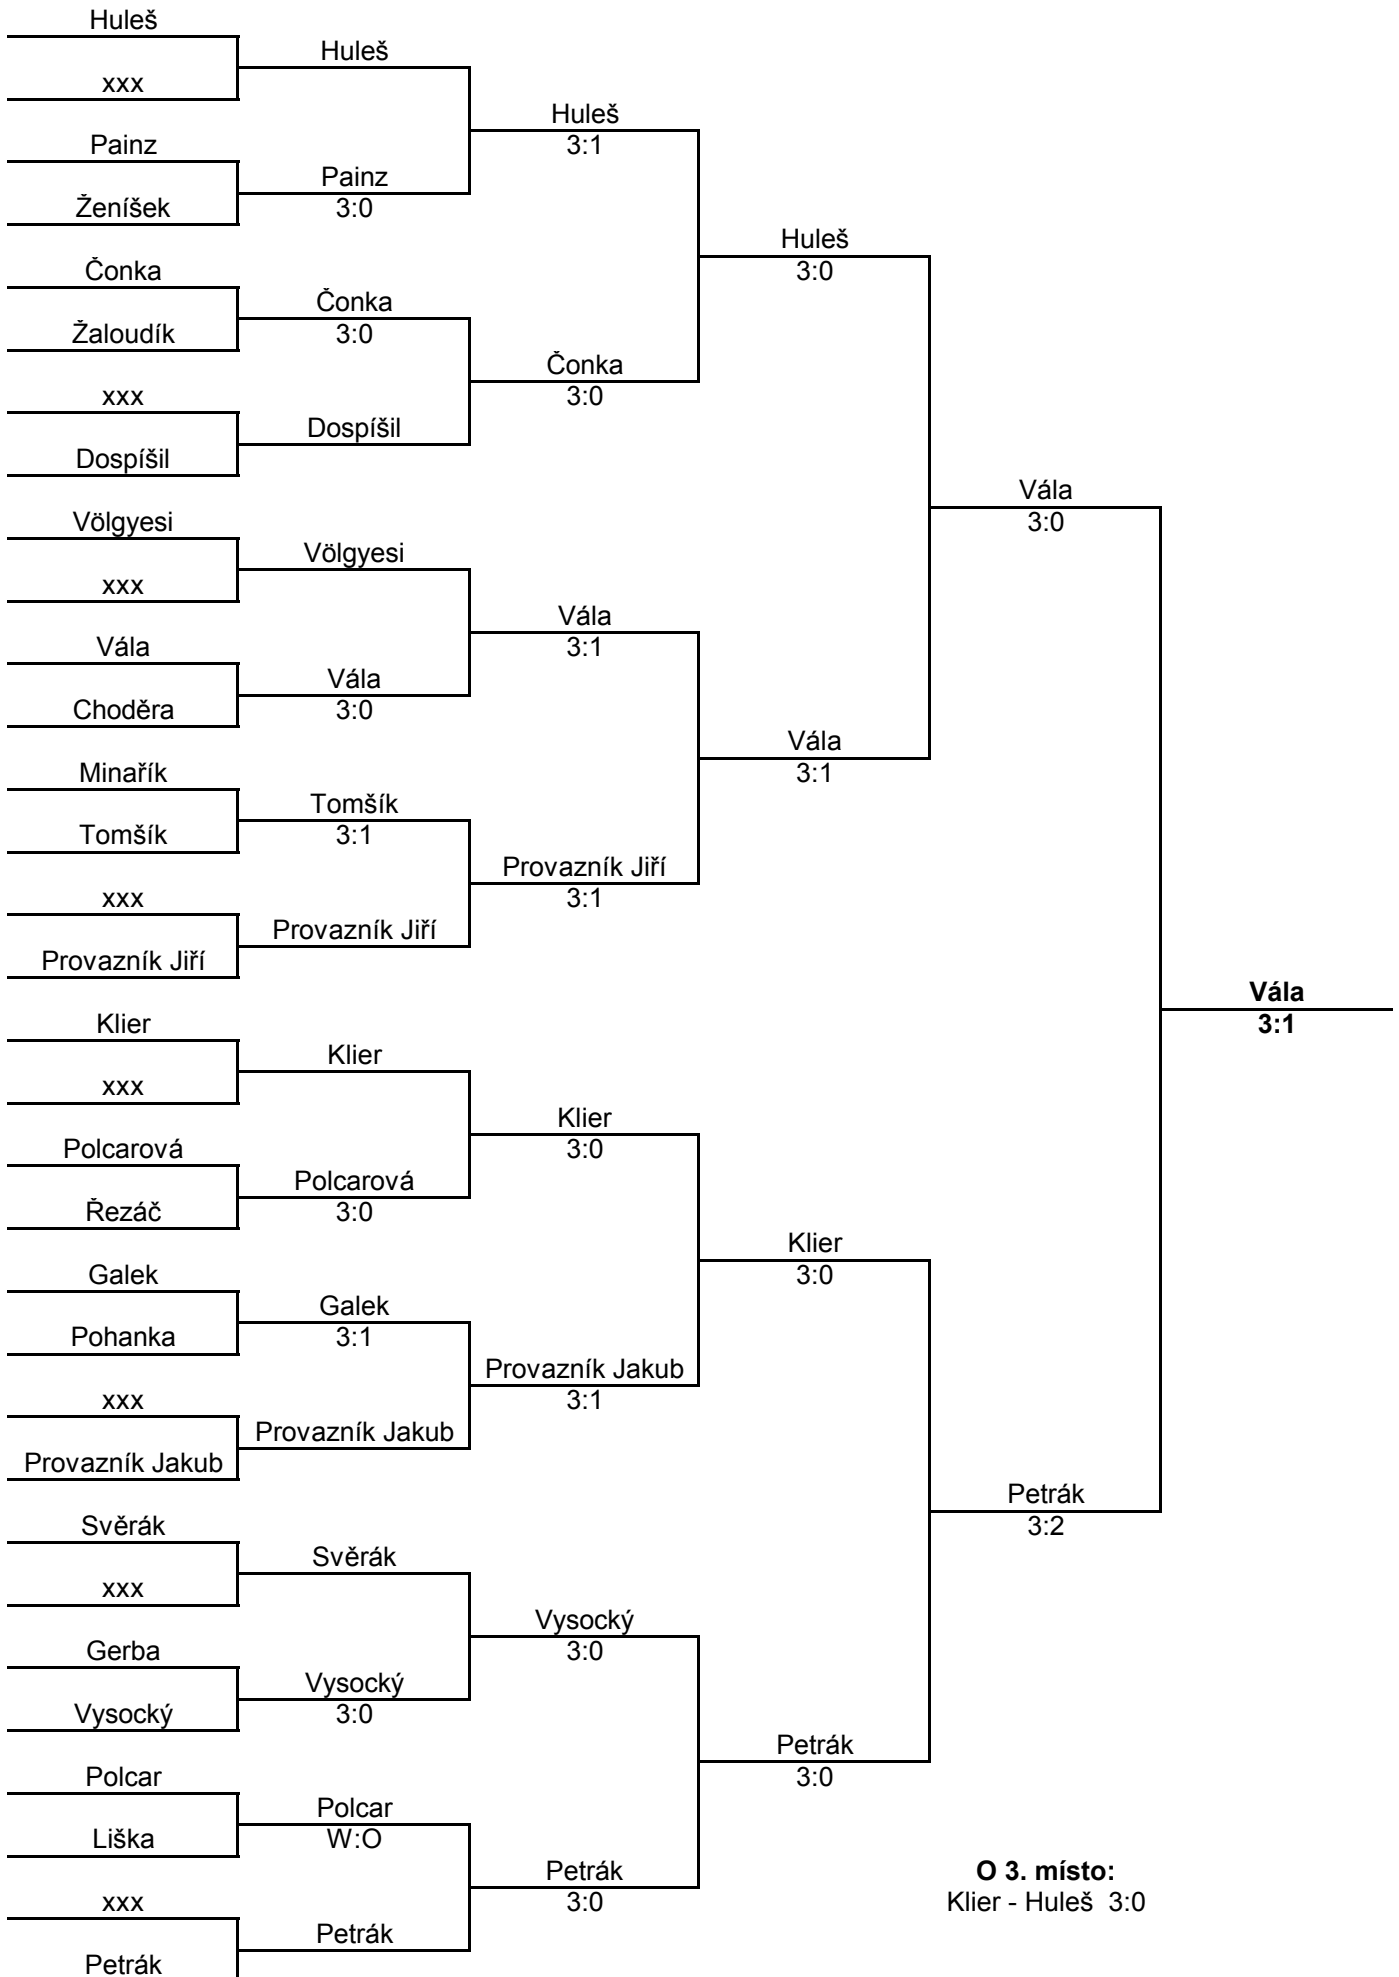 Huleš
xxx
Painz
Ženíšek
Čonka
Žaloudík
xxx
Dospíšil
Völgyesi
xxx
Vála
Choděra
Minařík
Tomšík
xxx
Provazník Jiří
Klier
xxx
Polcarová
Řezáč
Galek
Pohanka
xxx
Provazník Jakub
Svěrák
xxx
Gerba
Vysocký
Polcar
Liška
xxx
Petrák
Huleš
Painz
3:0
Čonka
3:0
Dospíšil
Völgyesi
Vála
3:0
Tomšík
3:1
Provazník Jiří
Klier
Polcarová
3:0
Galek
3:1
Provazník Jakub
Svěrák
Vysocký
3:0
Polcar
W:O
Petrák
Huleš
3:1
Čonka
3:0
Vála
3:1
Provazník Jiří
3:1
Klier
3:0
Provazník Jakub
3:1
Vysocký
3:0
Petrák
3:0
Huleš
3:0
Vála
3:1
Klier
3:0
Petrák
3:0
Vála
3:0
Petrák
3:2
Vála
3:1
O 3. místo:
Klier - Huleš 3:0